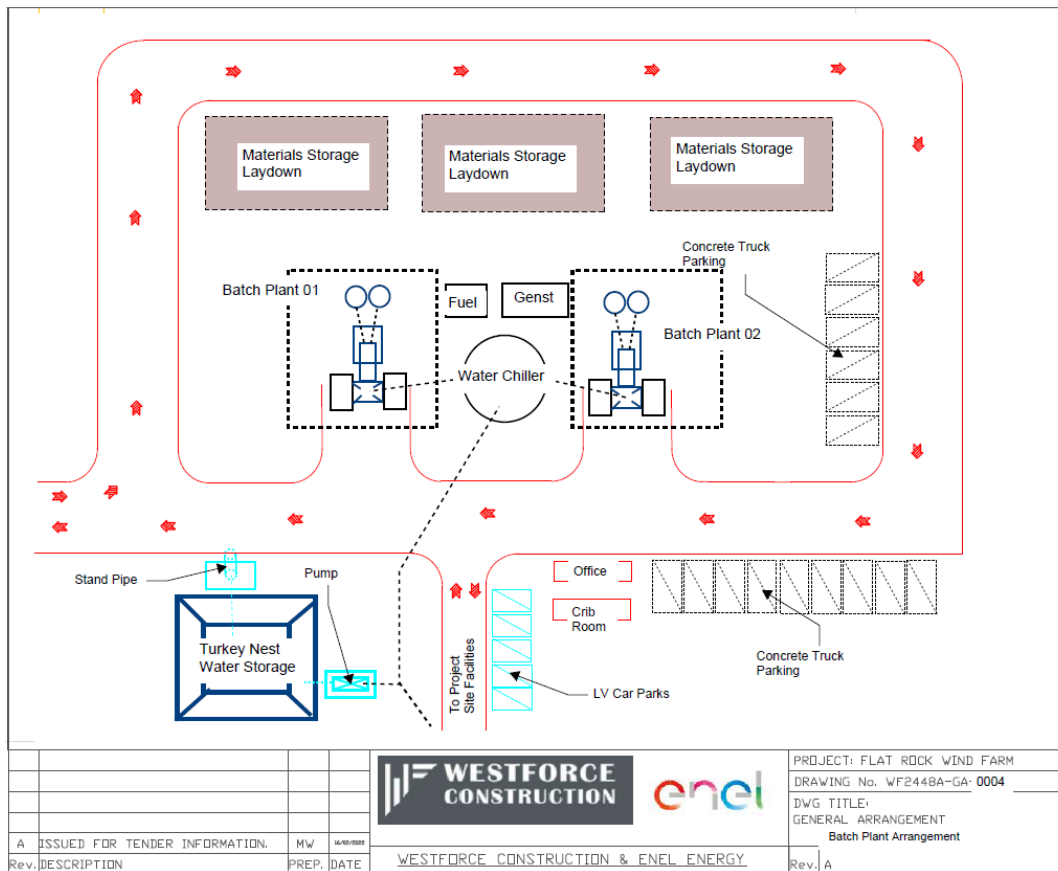 Materials Storage
Laydown
Materials Storage
Laydown
Materials Storage
Laydown
Concrete Truck
Parking
Batch Plant 01
Fuel
Genst
Batch Plant 02
Water Chiller
Stand Pipe
Pump
Office
Crib
Room
Turkey Nest
Water Storage
To Project
Site Facilities
Concrete Truck
Parking
LV Car Parks
WESTFORCE
CONSTRUCTION
enel
PROJECT: FLAT ROCK WIND FARM
DRAWING No. WF2448A-GA- 0004
DWG TITLE:
GENERAL ARRANGEMENT
Batch Plant Arrangement
A ISSUED FOR TENDER INFORMATION. MW 16/02/2022
Rev. DESCRIPTION PREP. DATE
WESTFORCE CONSTRUCTION & ENEL ENERGY
Rev. A